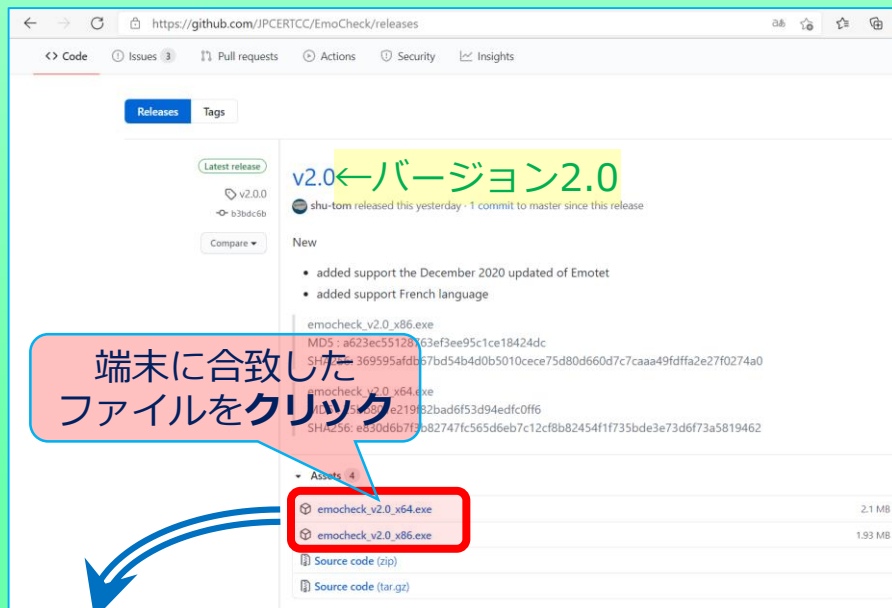 https://github.com/JPCERTCC/EmoCheck/releases
Code Issues 3 Pull requests Actions Security Insights
Releases Tags
Latest release
v2.0.0
b3bdc6b
Compare
v2.0←バージョン2.0
shu-tom released this yesterday · 1 commit to master since this release
New
• added support the December 2020 updated of Emotet
• added support French language
emocheck_v2.0_x86.exe
MD5 : a623ec55128763ef3ee95c1ce18424dc
SHA256: 369595afdb67bd54b4d0b5010cece75d80d660d7c7caaa49fdffa2e27f0274a0
emocheck_v2.0_x64.exe
SHA256: e830d6b7f3b82747fc565d6eb7c12cf8b82454f1f735bde3e73d6f73a5819462
端末に合致した
ファイルをクリック
Assets 4
emocheck_v2.0_x64.exe 2.1 MB
emocheck_v2.0_x86.exe 1.93 MB
Source code (zip)
Source code (tar.gz)